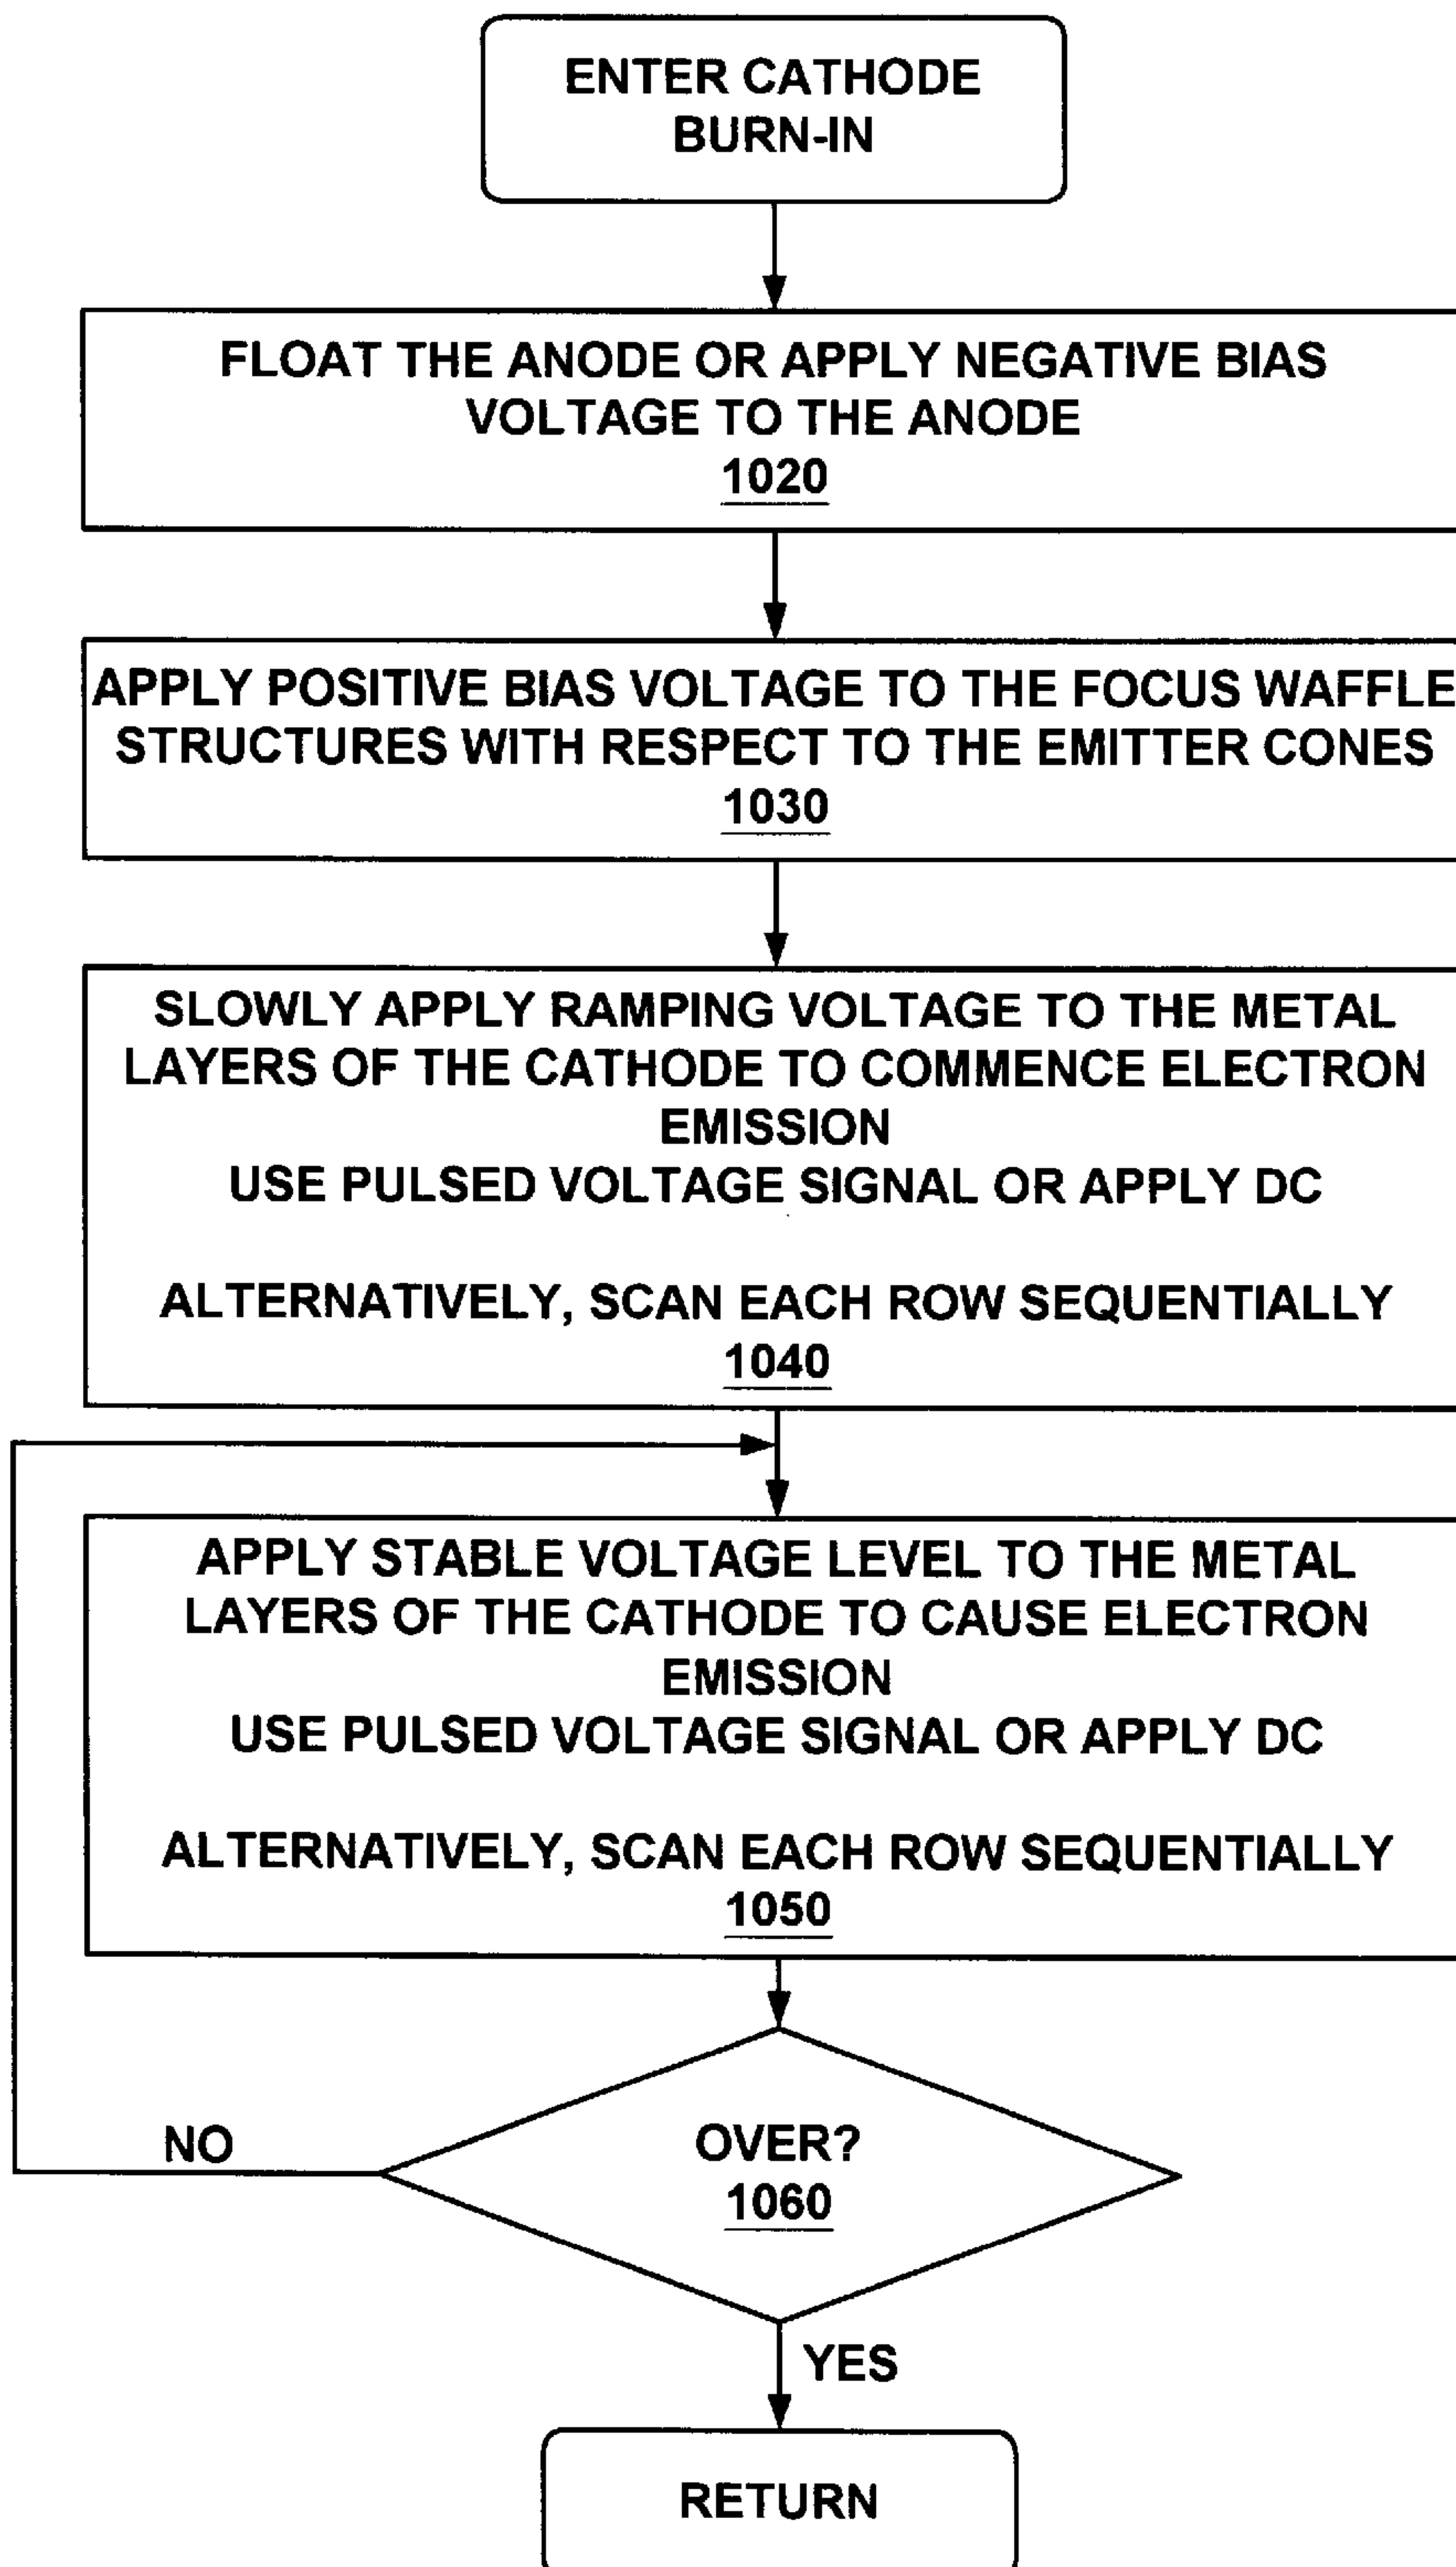 ENTER CATHODE
BURN-IN
FLOAT THE ANODE OR APPLY NEGATIVE BIAS
VOLTAGE TO THE ANODE
1020
APPLY POSITIVE BIAS VOLTAGE TO THE FOCUS WAFFLE
STRUCTURES WITH RESPECT TO THE EMITTER CONES
1030
SLOWLY APPLY RAMPING VOLTAGE TO THE METAL
LAYERS OF THE CATHODE TO COMMENCE ELECTRON
EMISSION
USE PULSED VOLTAGE SIGNAL OR APPLY DC
ALTERNATIVELY, SCAN EACH ROW SEQUENTIALLY
1040
APPLY STABLE VOLTAGE LEVEL TO THE METAL
LAYERS OF THE CATHODE TO CAUSE ELECTRON
EMISSION
USE PULSED VOLTAGE SIGNAL OR APPLY DC
ALTERNATIVELY, SCAN EACH ROW SEQUENTIALLY
1050
NO
OVER?
1060
YES
RETURN